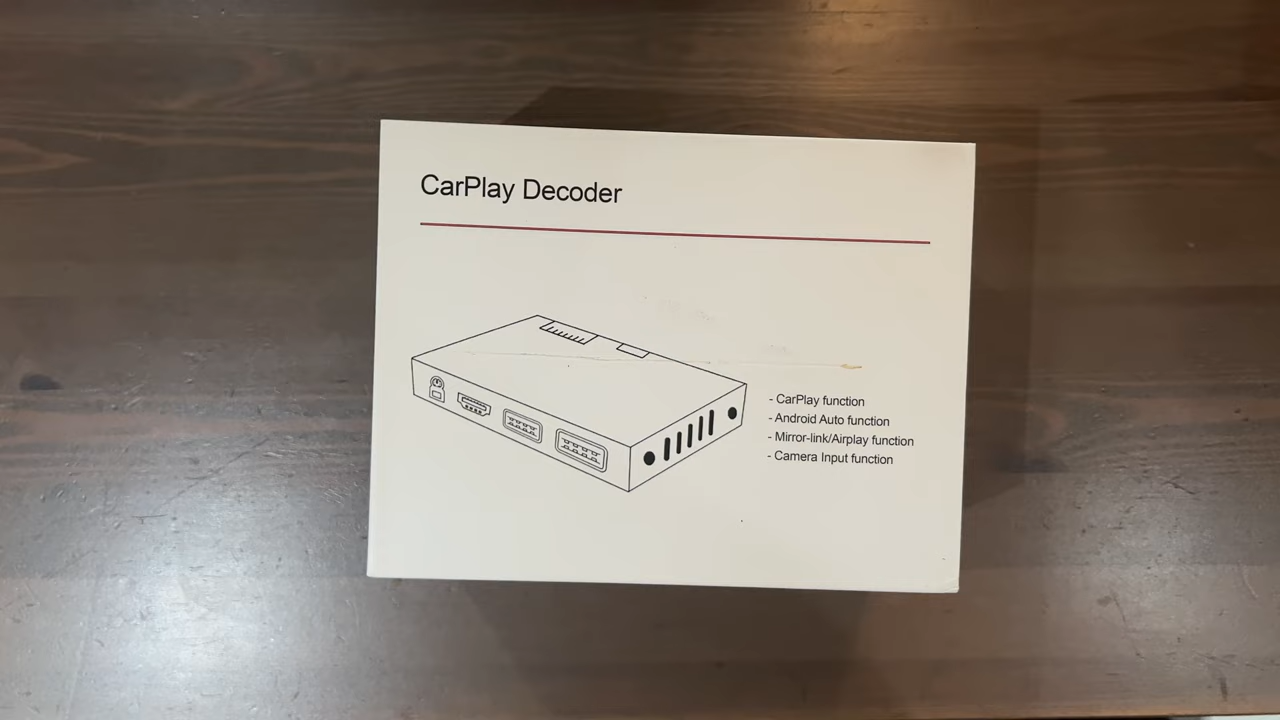 CarPlay Decoder
- CarPlay function
- Android Auto function
- Mirror-link/Airplay function
- Camera Input function